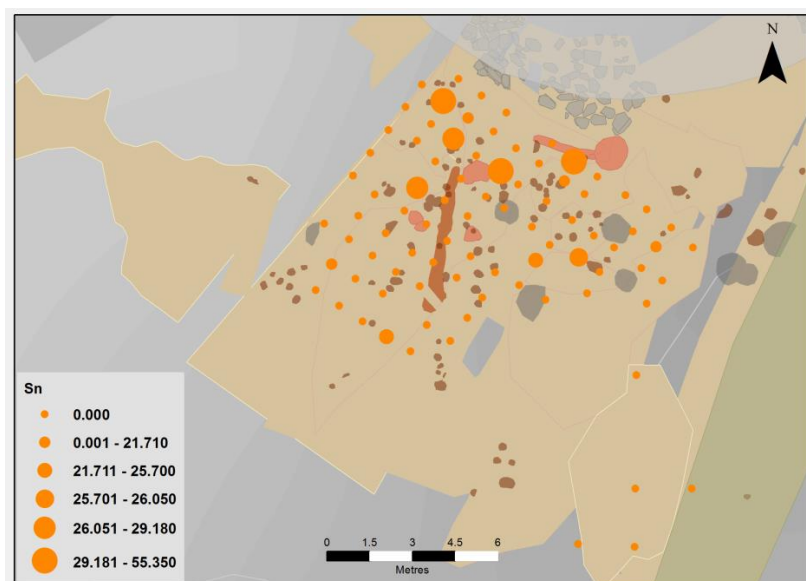 N
Sn
0.000
0.001 - 21.710
21.711 - 25.700
25.701 - 26.050
26.051 - 29.180
29.181 - 55.350
0 1.5 3 4.5 6
Metres